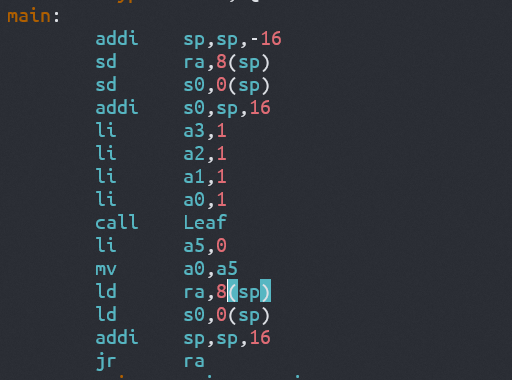 main:
addi sp,sp,-16
sd ra,8(sp)
sd s0,0(sp)
addi s0,sp,16
li a3,1
li a2,1
li a1,1
li a0,1
call Leaf
li a5,0
mv a0,a5
ld ra,8(sp)
ld s0,0(sp)
addi sp,sp,16
jr ra